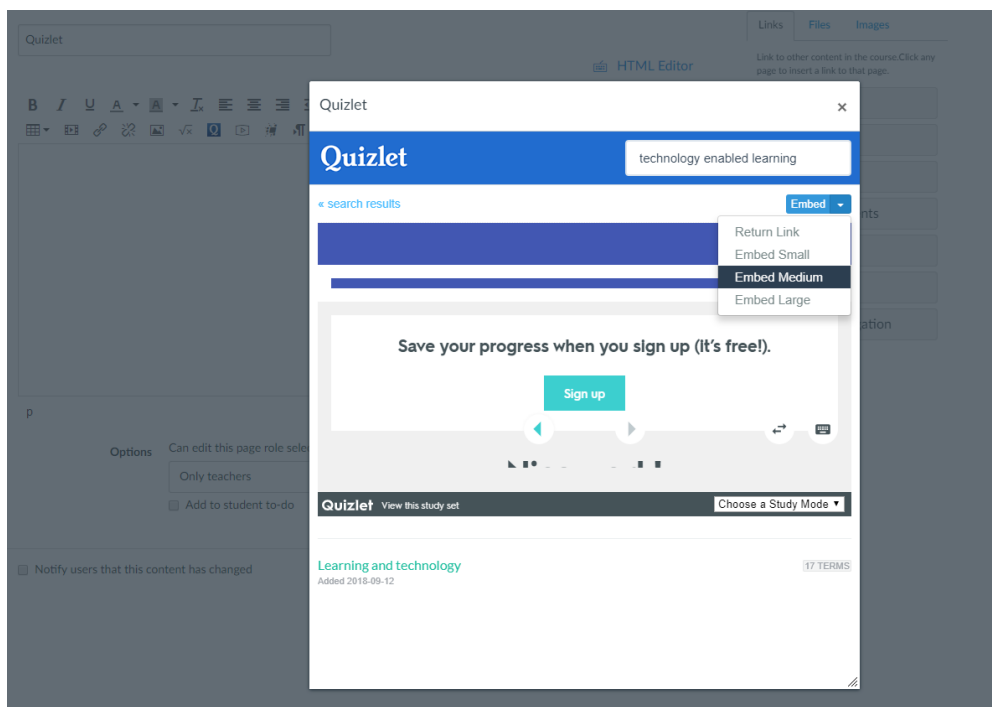 Quizlet
Links Files Images
Link to other content in the course.Click any
page to insert a link to that page.
HTML Editor
B I U A A
p
Options
Can edit this page role sele
Only teachers
Add to student to-do
Notify users that this content has changed
nts
tation
Quizlet ×
Quizlet
technology enabled learning
« search results
Embed
Return Link
Embed Small
Embed Medium
Embed Large
Save your progress when you sign up (it's free!).
Sign up
Quizlet View this study set
Choose a Study Mode
Learning and technology
17 TERMS
Added 2018-09-12